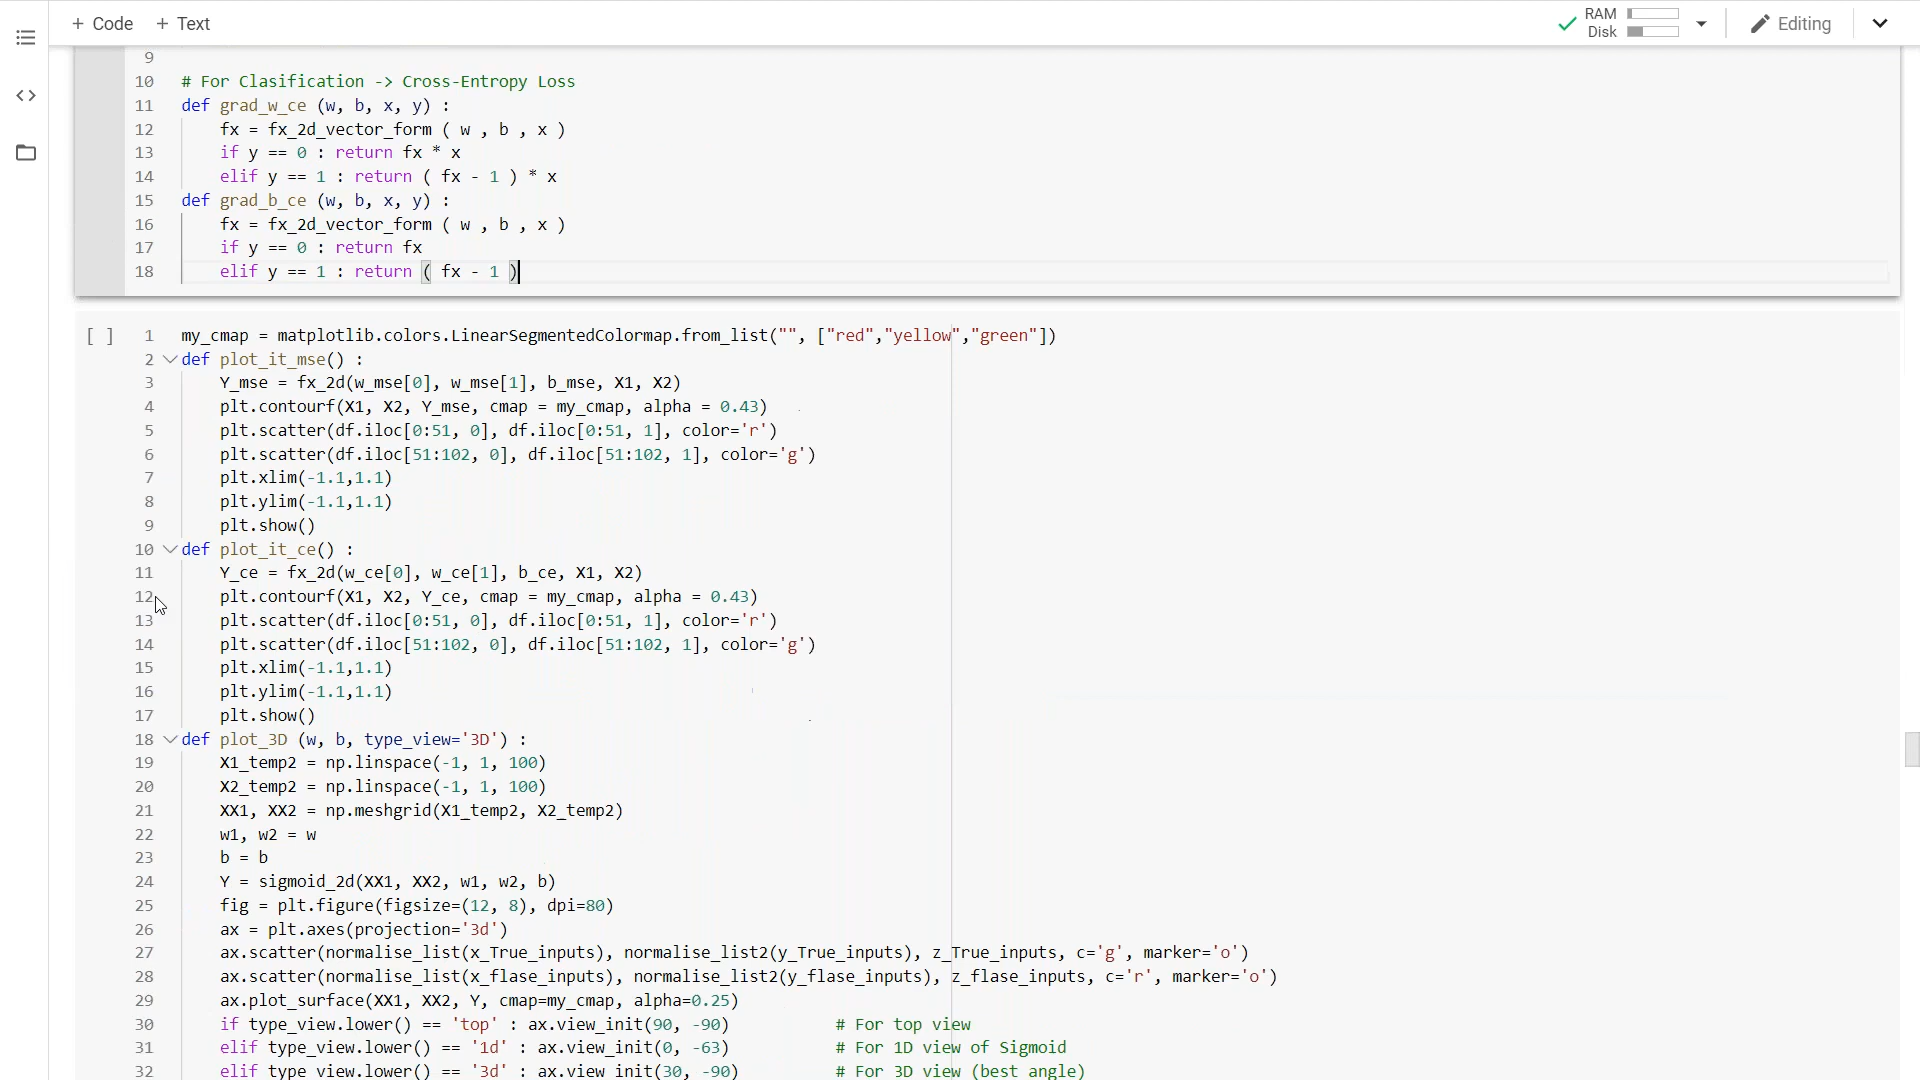 + Code + Text
RAM
Disk
Editing
9
10 # For Clasification -> Cross-Entropy Loss
11 def grad_w_ce (w, b, x, y) :
12 fx = fx_2d_vector_form ( w , b , x )
13 if y == 0 : return fx * x
14 elif y == 1 : return ( fx - 1 ) * x
15 def grad_b_ce (w, b, x, y) :
16 fx = fx_2d_vector_form ( w , b , x )
17 if y == 0 : return fx
18 elif y == 1 : return ( fx - 1 )
[ ] 1 my_cmap = matplotlib.colors.LinearSegmentedColormap.from_list("", ["red","yellow","green"])
2 def plot_it_mse() :
3 Y_mse = fx_2d(w_mse[0], w_mse[1], b_mse, X1, X2)
4 plt.contourf(X1, X2, Y_mse, cmap = my_cmap, alpha = 0.43)
5 plt.scatter(df.iloc[0:51, 0], df.iloc[0:51, 1], color='r')
6 plt.scatter(df.iloc[51:102, 0], df.iloc[51:102, 1], color='g')
7 plt.xlim(-1.1,1.1)
8 plt.ylim(-1.1,1.1)
9 plt.show()
10 def plot_it_ce() :
11 Y_ce = fx_2d(w_ce[0], w_ce[1], b_ce, X1, X2)
12 plt.contourf(X1, X2, Y_ce, cmap = my_cmap, alpha = 0.43)
13 plt.scatter(df.iloc[0:51, 0], df.iloc[0:51, 1], color='r')
14 plt.scatter(df.iloc[51:102, 0], df.iloc[51:102, 1], color='g')
15 plt.xlim(-1.1,1.1)
16 plt.ylim(-1.1,1.1)
17 plt.show()
18 def plot_3D (w, b, type_view='3D') :
19 X1_temp2 = np.linspace(-1, 1, 100)
20 X2_temp2 = np.linspace(-1, 1, 100)
21 XX1, XX2 = np.meshgrid(X1_temp2, X2_temp2)
22 w1, w2 = w
23 b = b
24 Y = sigmoid_2d(XX1, XX2, w1, w2, b)
25 fig = plt.figure(figsize=(12, 8), dpi=80)
26 ax = plt.axes(projection='3d')
27 ax.scatter(normalise_list(x_True_inputs), normalise_list2(y_True_inputs), z_True_inputs, c='g', marker='o')
28 ax.scatter(normalise_list(x_flase_inputs), normalise_list2(y_flase_inputs), z_flase_inputs, c='r', marker='o')
29 ax.plot_surface(XX1, XX2, Y, cmap=my_cmap, alpha=0.25)
30 if type_view.lower() == 'top' : ax.view_init(90, -90) # For top view
31 elif type_view.lower() == '1d' : ax.view_init(0, -63) # For 1D view of Sigmoid
32 elif type_view.lower() == '3d' : ax.view_init(30, -90) # For 3D view (best angle)